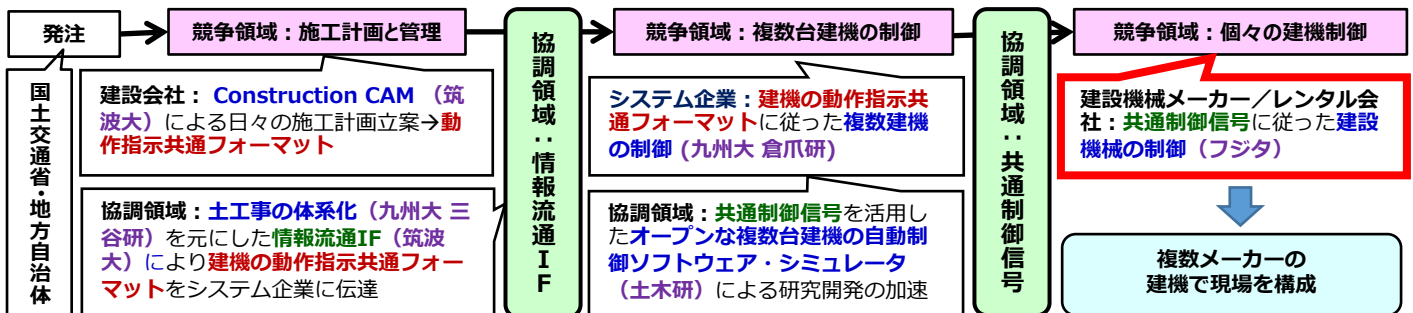 発注
国土交通省・地方自治体
競争領域：施工計画と管理
建設会社： Construction CAM （筑
波大）による日々の施工計画立案→動
作指示共通フォーマット
協調領域：土工事の体系化（九州大 三
谷研）を元にした情報流通IF（筑波
大）により建機の動作指示共通フォー
マットをシステム企業に伝達
協調領域：情報流通IF
競争領域：複数台建機の制御
システム企業：建機の動作指示共
通フォーマットに従った複数建機
の制御 (九州大 倉爪研)
協調領域：共通制御信号を活用し
たオープンな複数台建機の自動制
御ソフトウェア・シミュレータ
（土木研）による研究開発の加速
協調領域：共通制御信号
競争領域：個々の建機制御
建設機械メーカー／レンタル会
社：共通制御信号に従った建設
機械の制御（フジタ）
複数メーカーの
建機で現場を構成